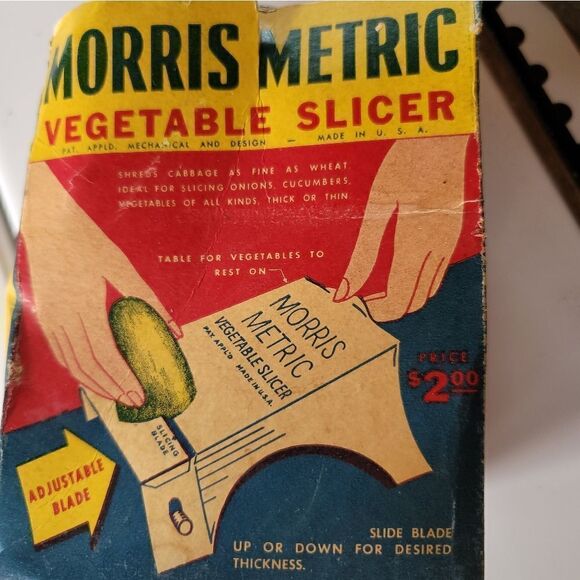 MORRIS METRIC
VEGETABLE SLICER
PAT. APPLD. MECHANICAL AND DESIGN — MADE IN U. S. A.
SHREDS CABBAGE AS FINE AS WHEAT
IDEAL FOR SLICING ONIONS, CUCUMBERS,
VEGETABLES OF ALL KINDS, THICK OR THIN
TABLE FOR VEGETABLES TO
REST ON
MORRIS
METRIC
VEGETABLE SLICER
PAT. APPL'D MADE IN U.S.A.
PRICE
$2.00
SLICING
BLADE
ADJUSTABLE
BLADE
SLIDE BLADE
UP OR DOWN FOR DESIRED
THICKNESS.